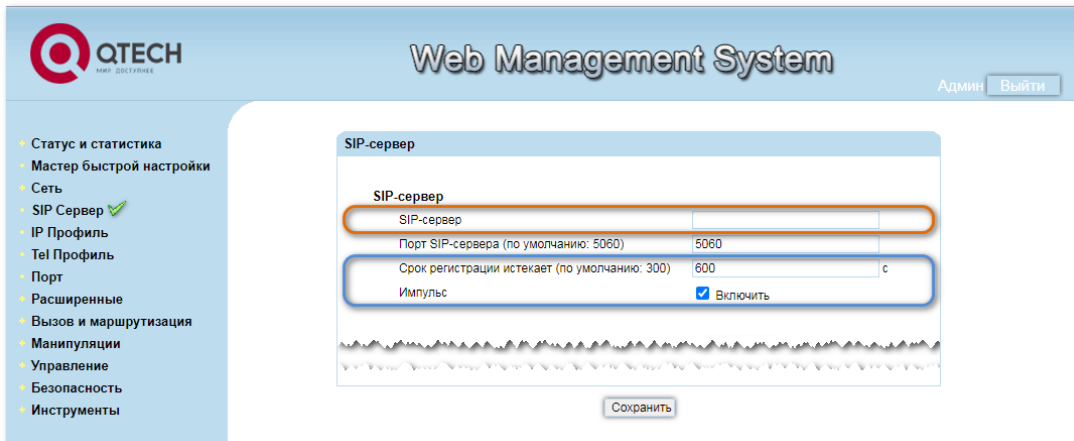 QTECH
МИР ДОСТУПНЕЕ
Web Management System
Админ Выйти
Статус и статистика
Мастер быстрой настройки
Сеть
SIP Сервер
IP Профиль
Tel Профиль
Порт
Расширенные
Вызов и маршрутизация
Манипуляции
Управление
Безопасность
Инструменты
SIP-сервер
SIP-сервер
SIP-сервер
Порт SIP-сервера (по умолчанию: 5060) 5060
Срок регистрации истекает (по умолчанию: 300) 600 с
Импульс Включить
Сохранить